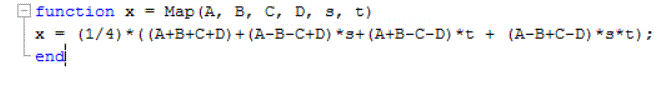 function x = Map(A, B, C, D, s, t)
x = (1/4)*((A+B+C+D)+(A-B-C+D)*s+(A+B-C-D)*t + (A-B+C-D)*s*t);
end